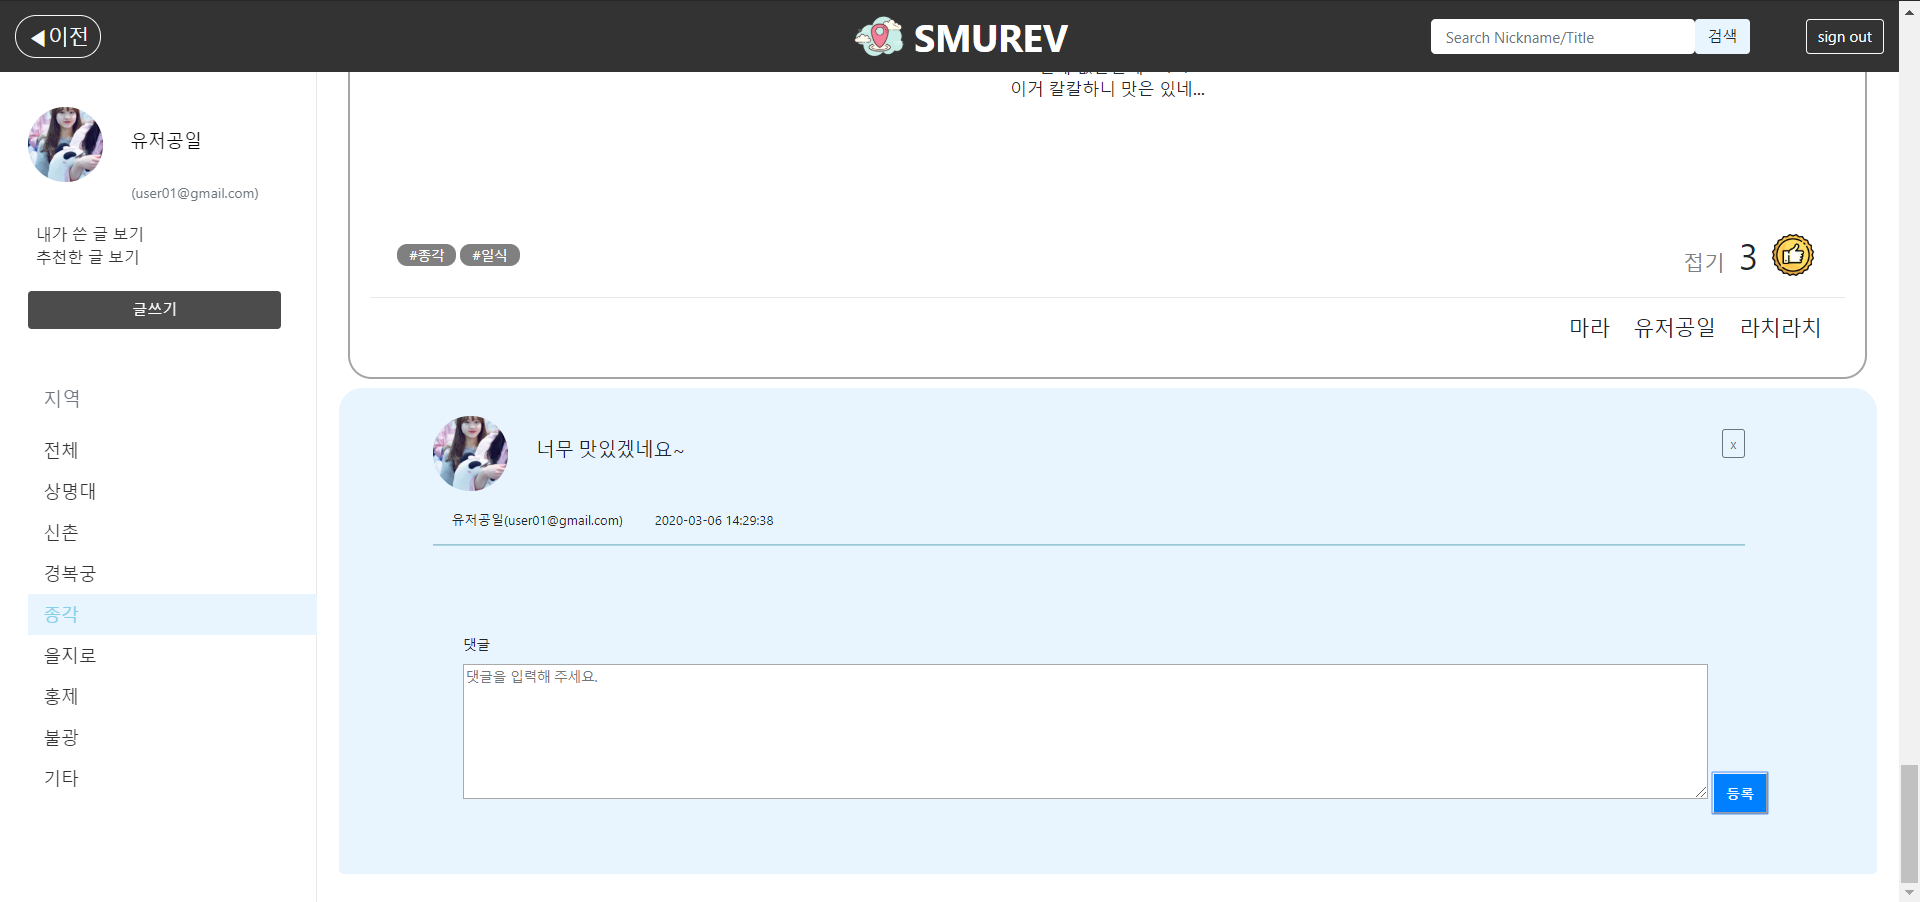 ◀이전
SMUREV
Search Nickname/Title
검색
sign out
유저공일
(user01@gmail.com)
내가 쓴 글 보기
추천한 글 보기
글쓰기
지역
전체
상명대
신촌
경복궁
종각
을지로
홍제
불광
기타
이거 칼칼하니 맛은 있네...
#종각 #일식
접기 3
마라 유저공일 라치라치
너무 맛있겠네요~
x
유저공일(user01@gmail.com) 2020-03-06 14:29:38
댓글
댓글을 입력해 주세요.
등록